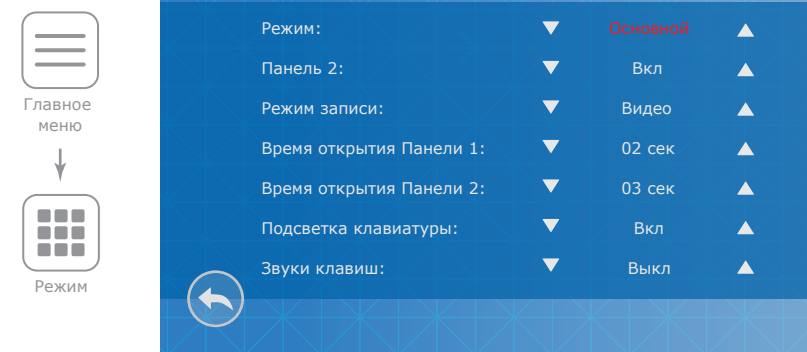 Главное
меню
Режим
Режим: Основной
Панель 2: Вкл
Режим записи: Видео
Время открытия Панели 1: 02 сек
Время открытия Панели 2: 03 сек
Подсветка клавиатуры: Вкл
Звуки клавиш: Выкл